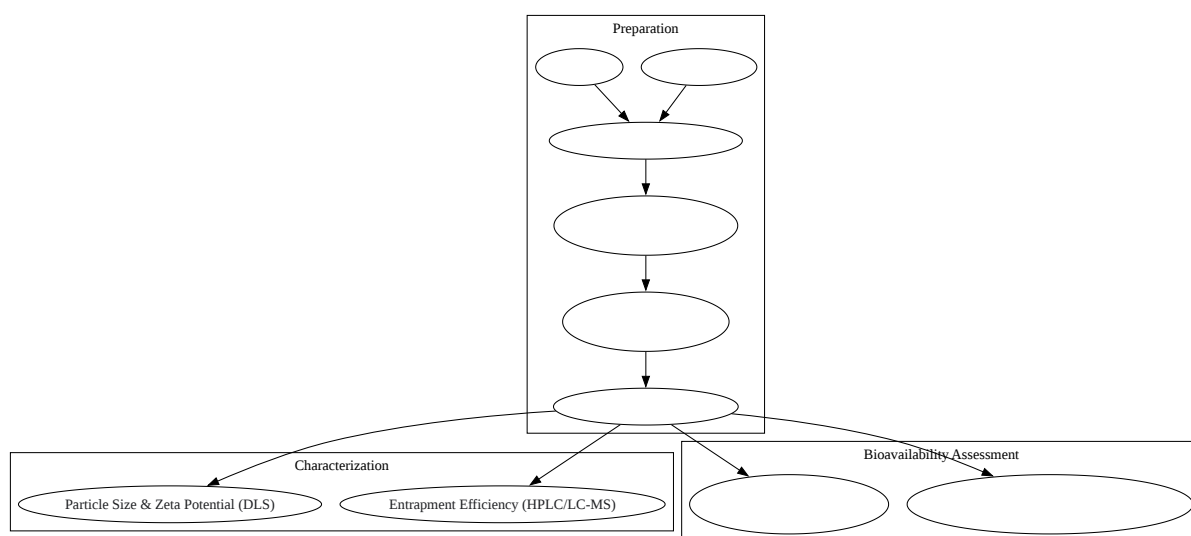 Preparation
Characterization
Bioavailability Assessment
Particle Size & Zeta Potential (DLS)
Entrapment Efficiency (HPLC/LC-MS)